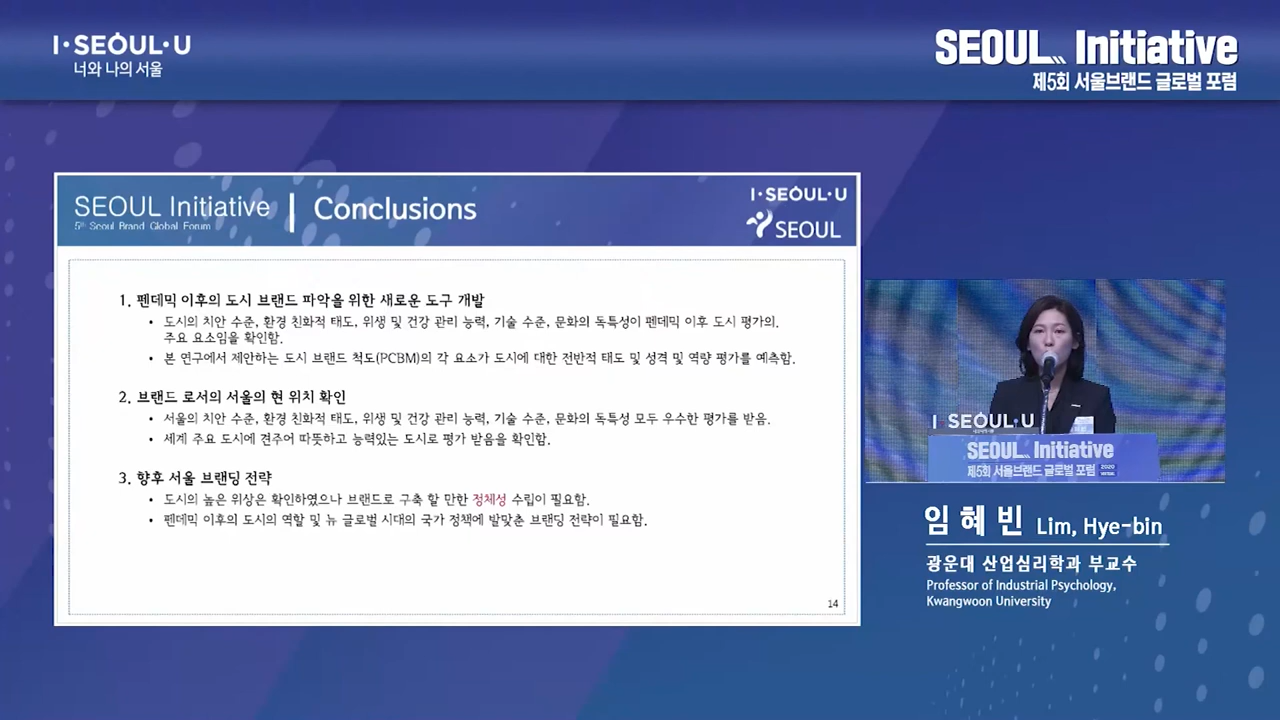 I·SEOUL·U
너와 나의 서울
SEOUL Initiative
제5회 서울브랜드 글로벌 포럼
SEOUL Initiative
5th Seoul Brand Global Forum
Conclusions
I·SEOUL·U
SEOUL
1. 펜데믹 이후의 도시 브랜드 파악을 위한 새로운 도구 개발
• 도시의 치안 수준, 환경 친화적 태도, 위생 및 건강 관리 능력, 기술 수준, 문화의 독특성이 펜데믹 이후 도시 평가의.
주요 요소임을 확인함.
• 본 연구에서 제안하는 도시 브랜드 척도(PCBM)의 각 요소가 도시에 대한 전반적 태도 및 성격 및 역량 평가를 예측함.
2. 브랜드 로서의 서울의 현 위치 확인
• 서울의 치안 수준, 환경 친화적 태도, 위생 및 건강 관리 능력, 기술 수준, 문화의 독특성 모두 우수한 평가를 받음.
• 세계 주요 도시에 견주어 따뜻하고 능력있는 도시로 평가 받음을 확인함.
3. 향후 서울 브랜딩 전략
• 도시의 높은 위상은 확인하였으나 브랜드로 구축 할 만한 정체성 수립이 필요함.
• 펜데믹 이후의 도시의 역할 및 뉴 글로벌 시대의 국가 정책에 발맞춘 브랜딩 전략이 필요함.
14
I·SEOUL·U
SEOUL Initiative
제5회 서울브랜드 글로벌 포럼
2020
임혜빈 Lim, Hye-bin
광운대 산업심리학과 부교수
Professor of Industrial Psychology,
Kwangwoon University